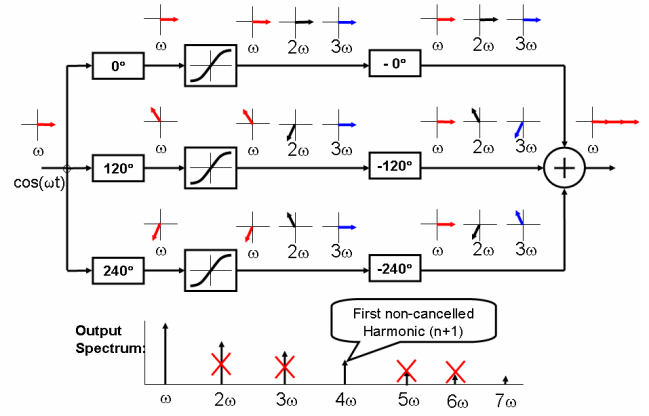 ω ω 2ω 3ω ω 2ω 3ω
0° - 0°
ω ω 2ω 3ω ω 2ω 3ω ω
cos(ωt) 120° -120° +
ω ω 2ω 3ω ω 2ω 3ω
240° -240°
First non-cancelled
Harmonic (n+1)
Output
Spectrum:
ω 2ω 3ω 4ω 5ω 6ω 7ω